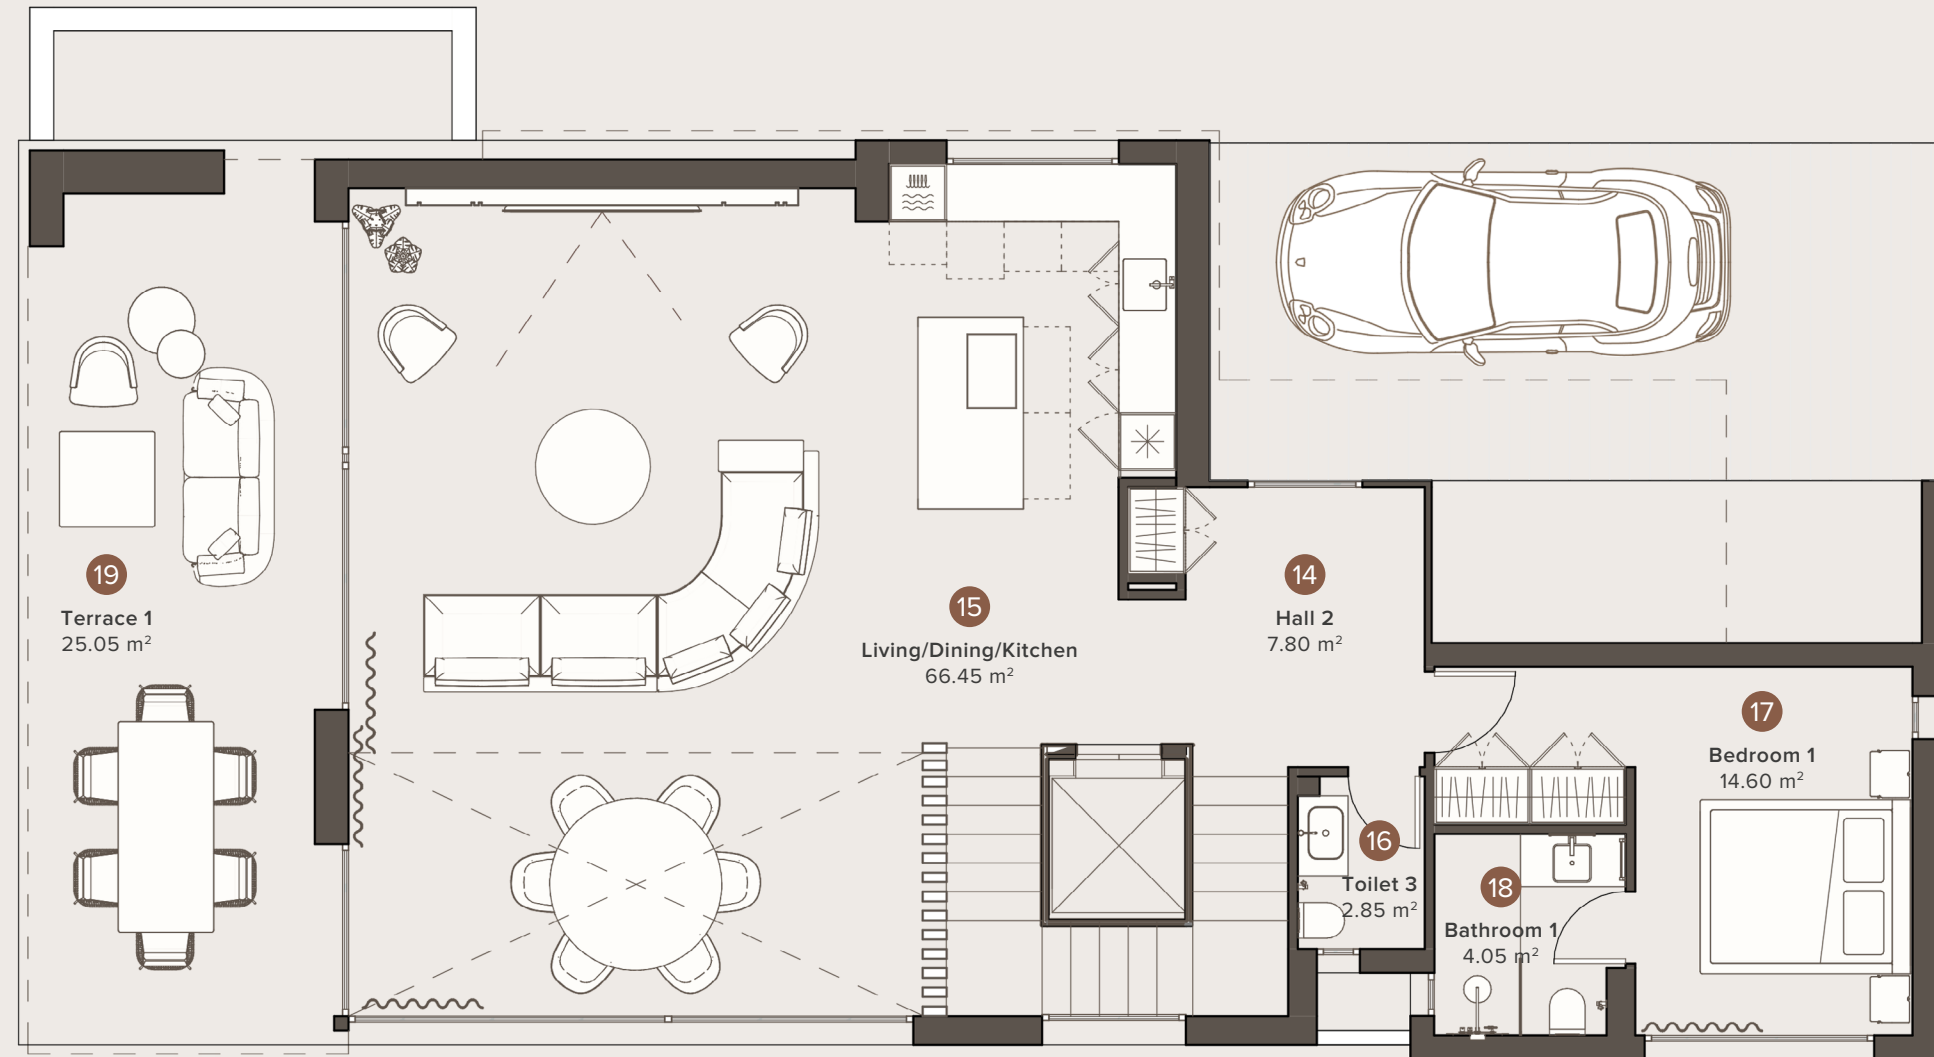 19
Terrace 1
25.05 m²
15
Living/Dining/Kitchen
66.45 m²
14
Hall 2
7.80 m²
16
Toilet 3
2.85 m²
17
Bedroom 1
14.60 m²
18
Bathroom 1
4.05 m²